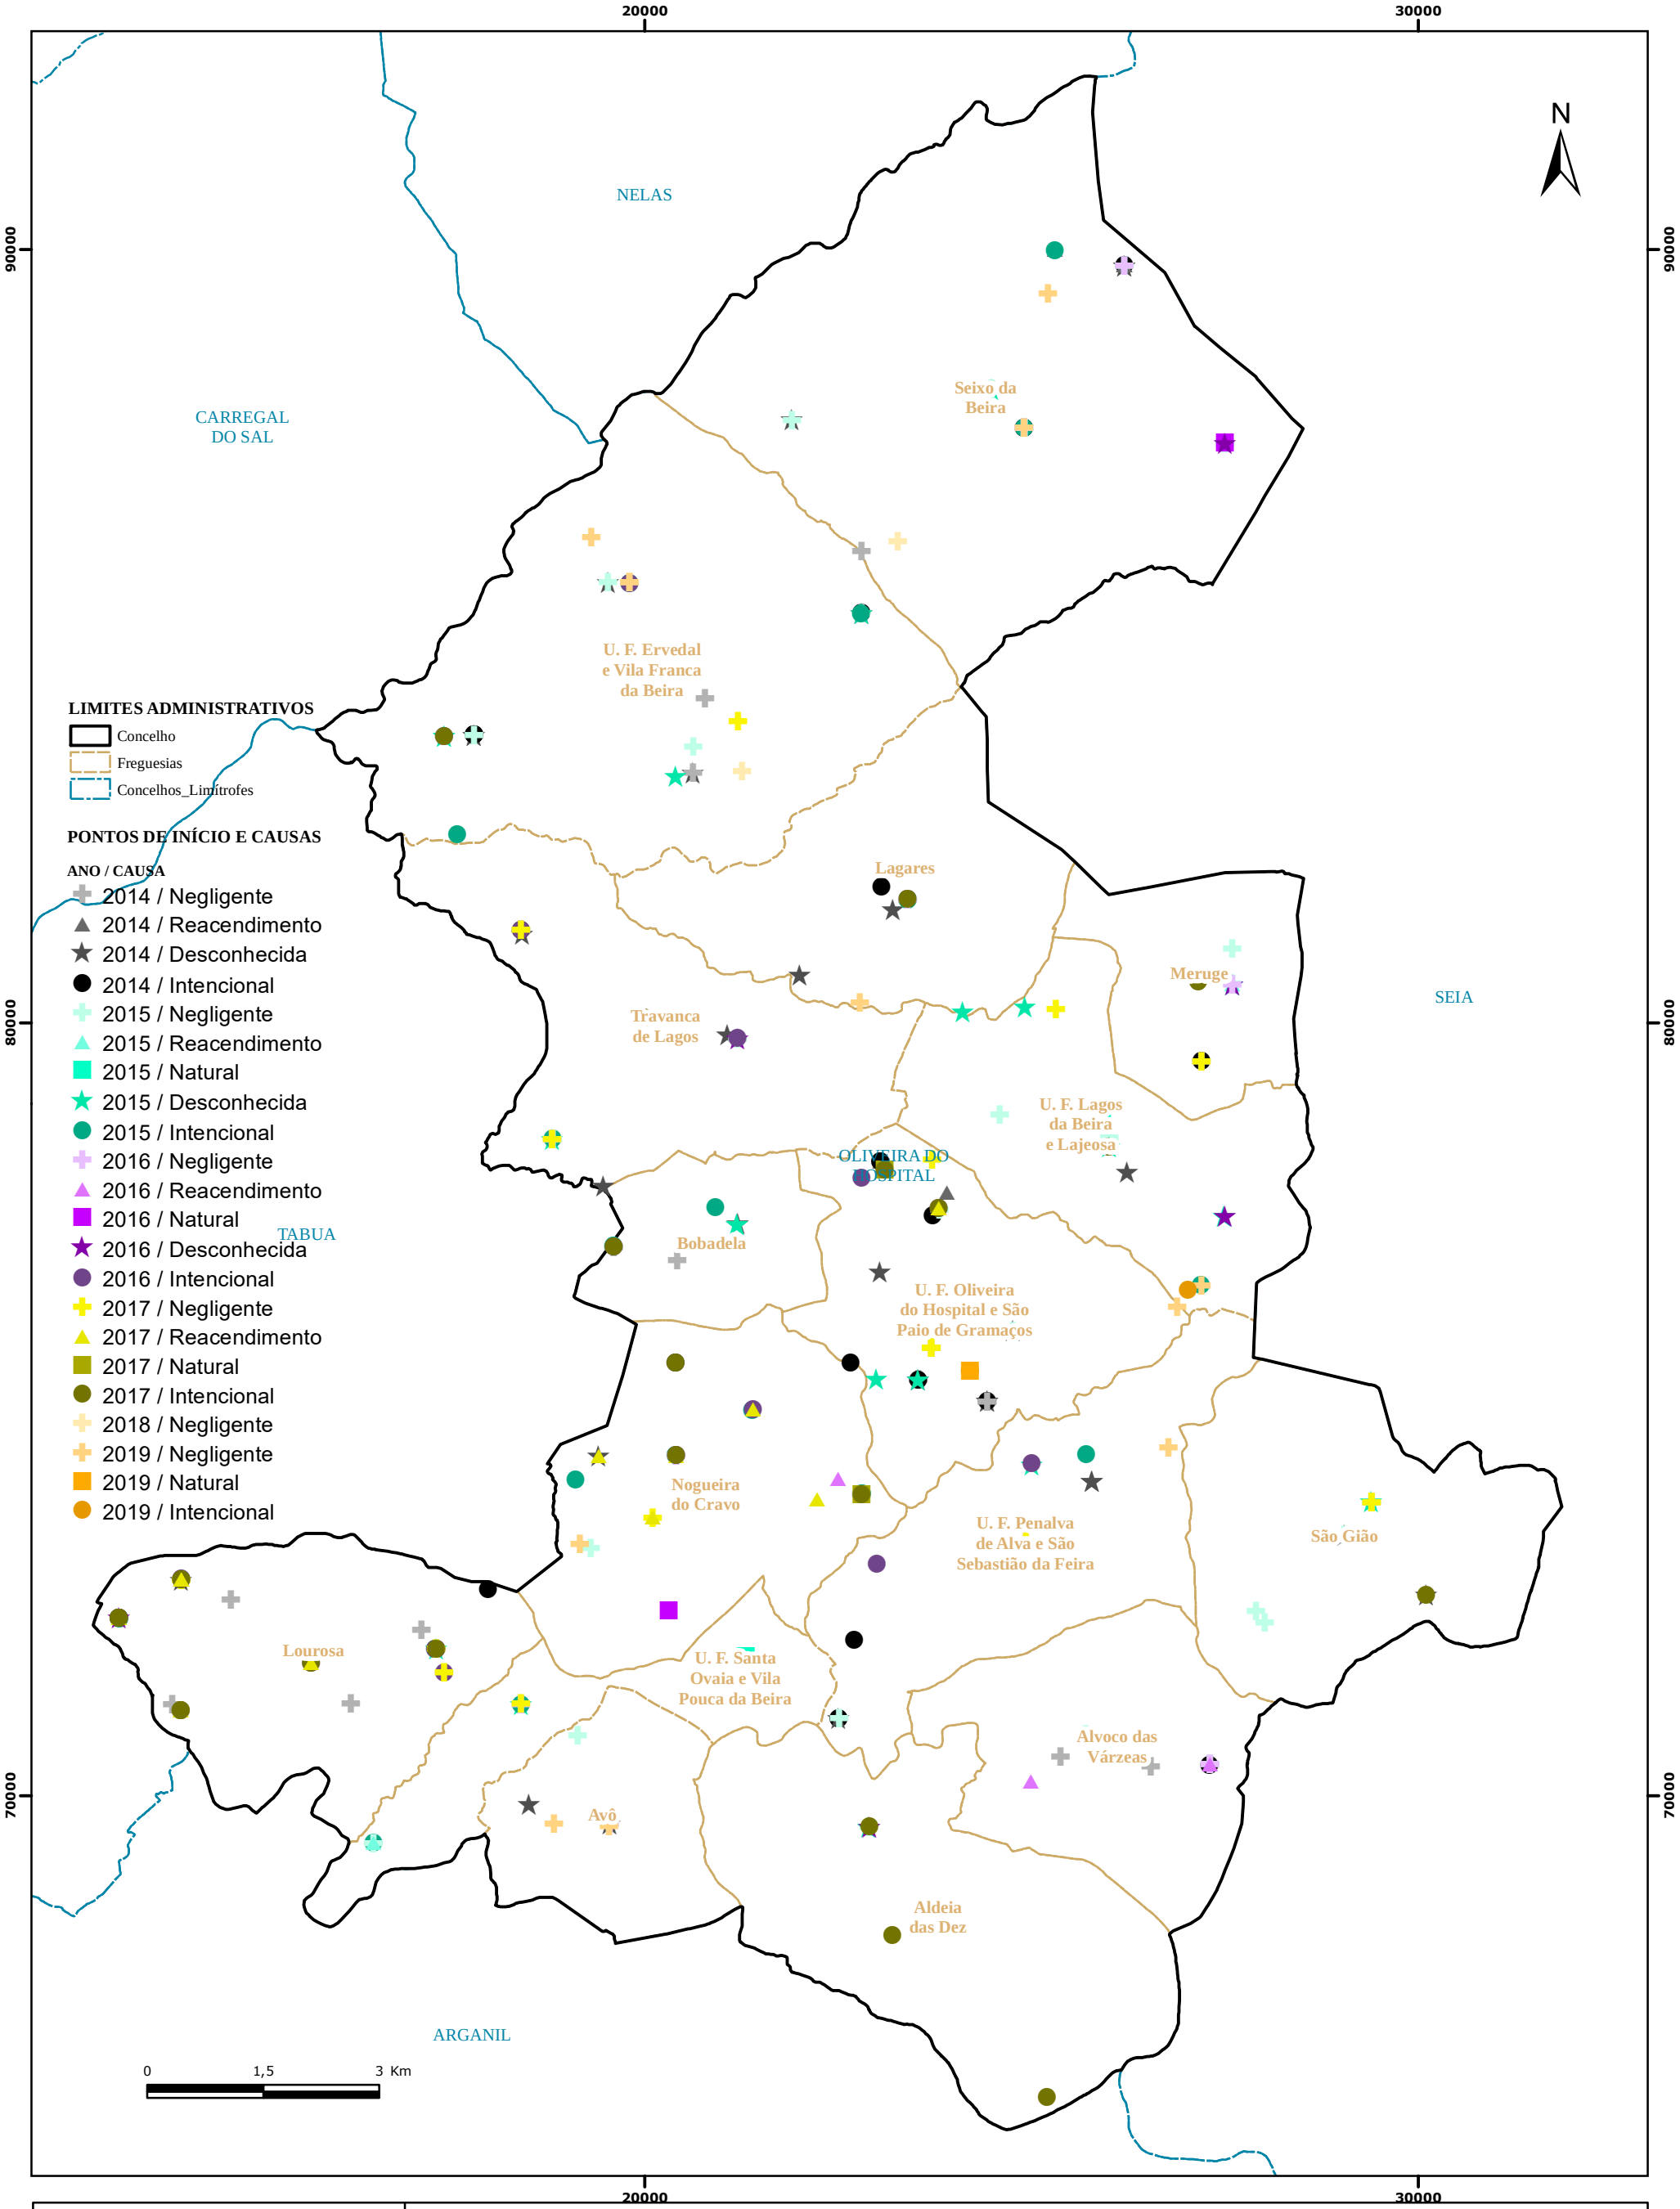 20000
30000
90000
90000
N
NELAS
CARREGAL
DO SAL
Seixo da
Beira
U. F. Ervedal
e Vila Franca
da Beira
LIMITES ADMINISTRATIVOS
Concelho
Freguesias
Concelhos_Limítrofes
PONTOS DE INÍCIO E CAUSAS
ANO / CAUSA
2014 / Negligente
2014 / Reacendimento
2014 / Desconhecida
2014 / Intencional
2015 / Negligente
2015 / Reacendimento
2015 / Natural
2015 / Desconhecida
2015 / Intencional
2016 / Negligente
2016 / Reacendimento
2016 / Natural
2016 / Desconhecida
2016 / Intencional
2017 / Negligente
2017 / Reacendimento
2017 / Natural
2017 / Intencional
2018 / Negligente
2019 / Negligente
2019 / Natural
2019 / Intencional
Lagares
Meruge
SEIA
80000
80000
Travanca
de Lagos
U. F. Lagos
da Beira
e Lajeosa
OLIVEIRA DO
HOSPITAL
TABUA
Bobadela
U. F. Oliveira
do Hospital e São
Paio de Gramaços
Nogueira
do Cravo
U. F. Penalva
de Alva e São
Sebastião da Feira
São Gião
Lourosa
U. F. Santa
Ovaia e Vila
Pouca da Beira
Alvoco das
Várzeas
70000
70000
Avô
Aldeia
das Dez
ARGANIL
0 1,5 3 Km
20000
30000